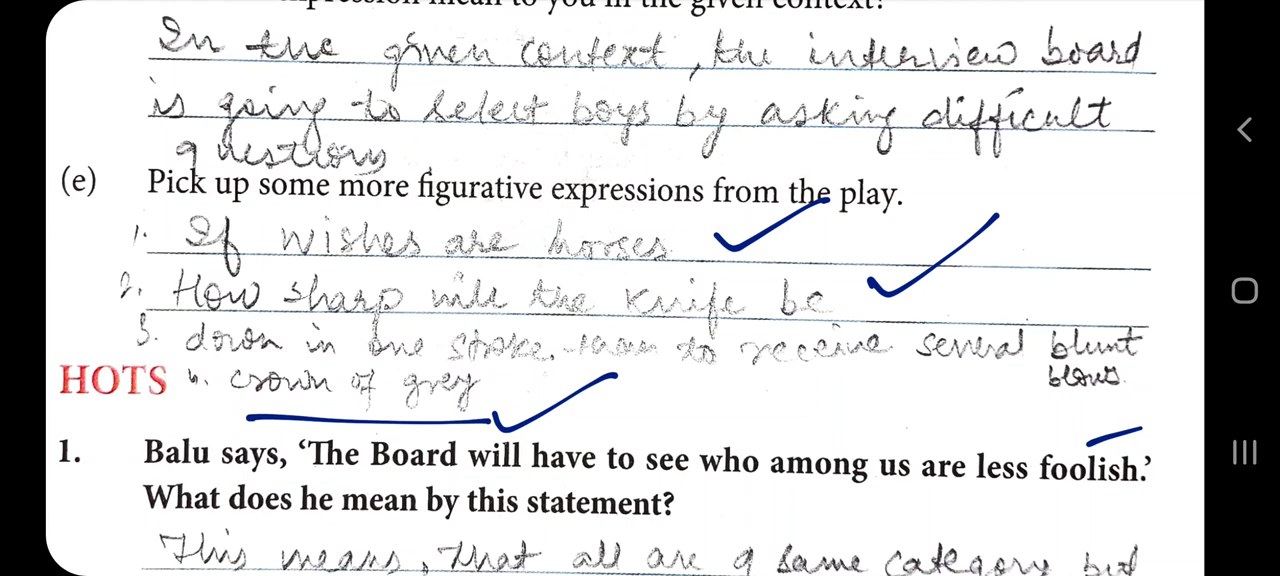 expression mean to you in the given context?
In the given context, the interview board
is going to select boys by asking difficult
questions
(e) Pick up some more figurative expressions from the play.
1. If wishes are horses
2. How sharp will the knife be
3. down in one stroke. than to receive several blunt
blows.
HOTS 4. crown of grey
1. Balu says, ‘The Board will have to see who among us are less foolish.’
What does he mean by this statement?
This means, that all are of same category but